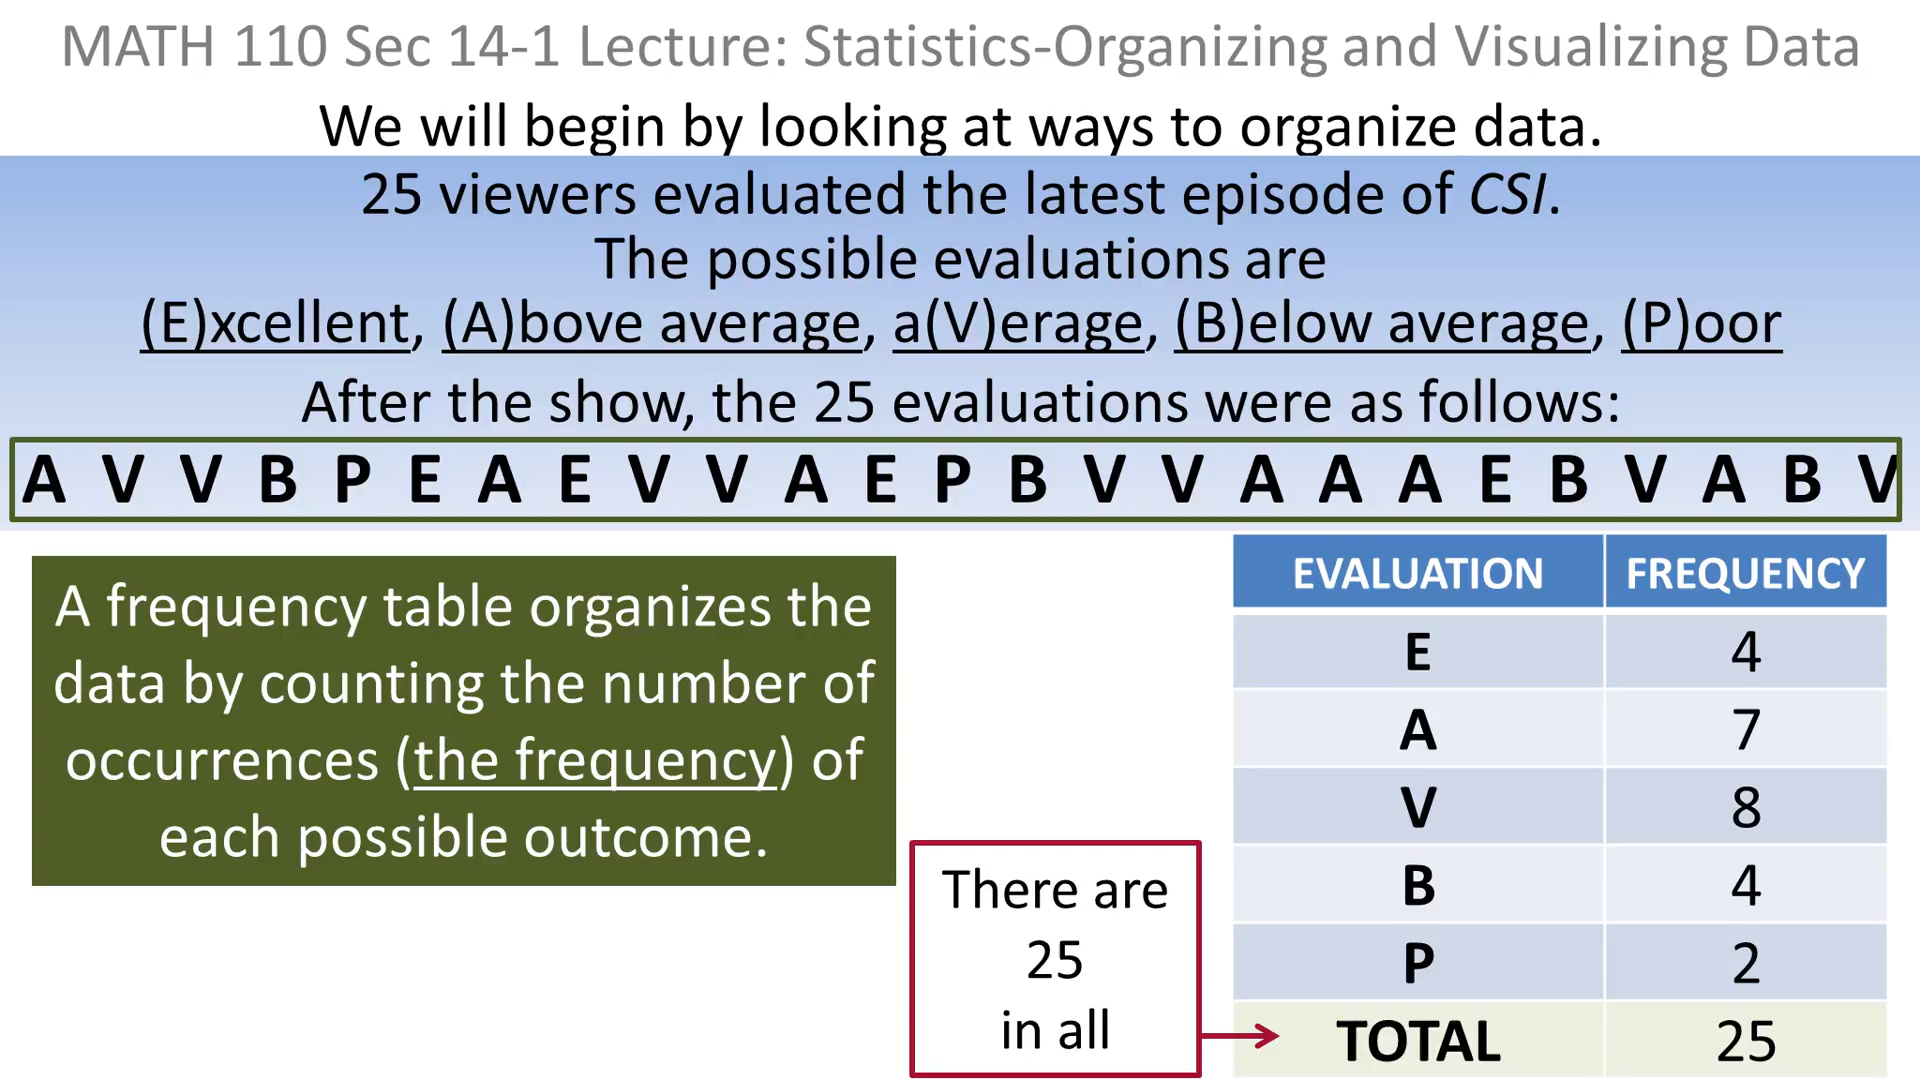 MATH 110 Sec 14-1 Lecture: Statistics-Organizing and Visualizing Data
We will begin by looking at ways to organize data.
25 viewers evaluated the latest episode of CSI.
The possible evaluations are
(E)xcellent, (A)bove average, a(V)erage, (B)elow average, (P)oor
After the show, the 25 evaluations were as follows:
A V V B P E A E V V A E P B V V A A A E B V A B V
A frequency table organizes the
data by counting the number of
occurrences (the frequency) of
each possible outcome.
There are
25
in all
EVALUATION FREQUENCY
E 4
A 7
V 8
B 4
P 2
TOTAL 25